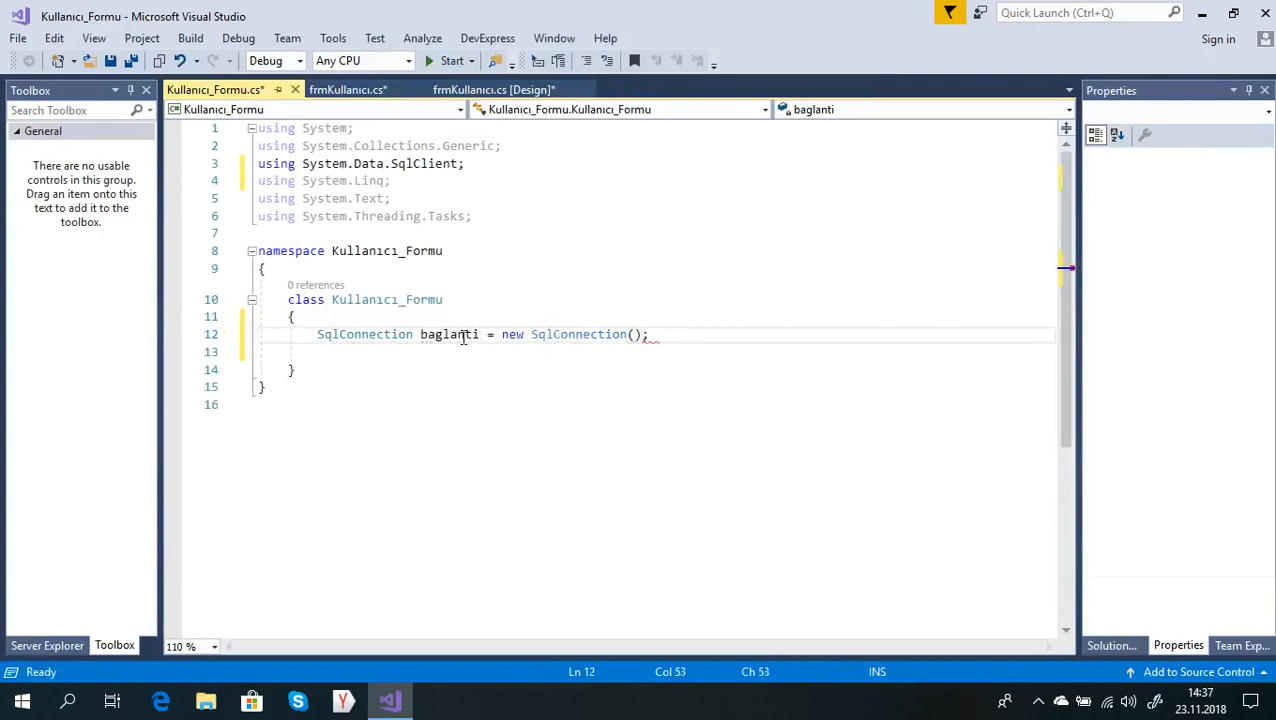 Kullanıcı_Formu - Microsoft Visual Studio
Quick Launch (Ctrl+Q)
File Edit View Project Build Debug Team Tools Test Analyze DevExpress Window Help
Sign in
Debug Any CPU Start
Toolbox
Search Toolbox
General
There are no usable
controls in this group.
Drag an item onto this
text to add it to the
toolbox.
Server Explorer Toolbox
Kullanıcı_Formu.cs* frmKullanıcı.cs* frmKullanıcı.cs [Design]*
Kullanıcı_Formu Kullanıcı_Formu.Kullanıcı_Formu baglanti
1 using System;
2 using System.Collections.Generic;
3 using System.Data.SqlClient;
4 using System.Linq;
5 using System.Text;
6 using System.Threading.Tasks;
7
8 namespace Kullanıcı_Formu
9 {
0 references
10 class Kullanıcı_Formu
11 {
12 SqlConnection baglanti = new SqlConnection();
13
14 }
15 }
16
110 %
Properties
Solution... Properties Team Exp...
Ready Ln 12 Col 53 Ch 53 INS Add to Source Control
14:37
23.11.2018